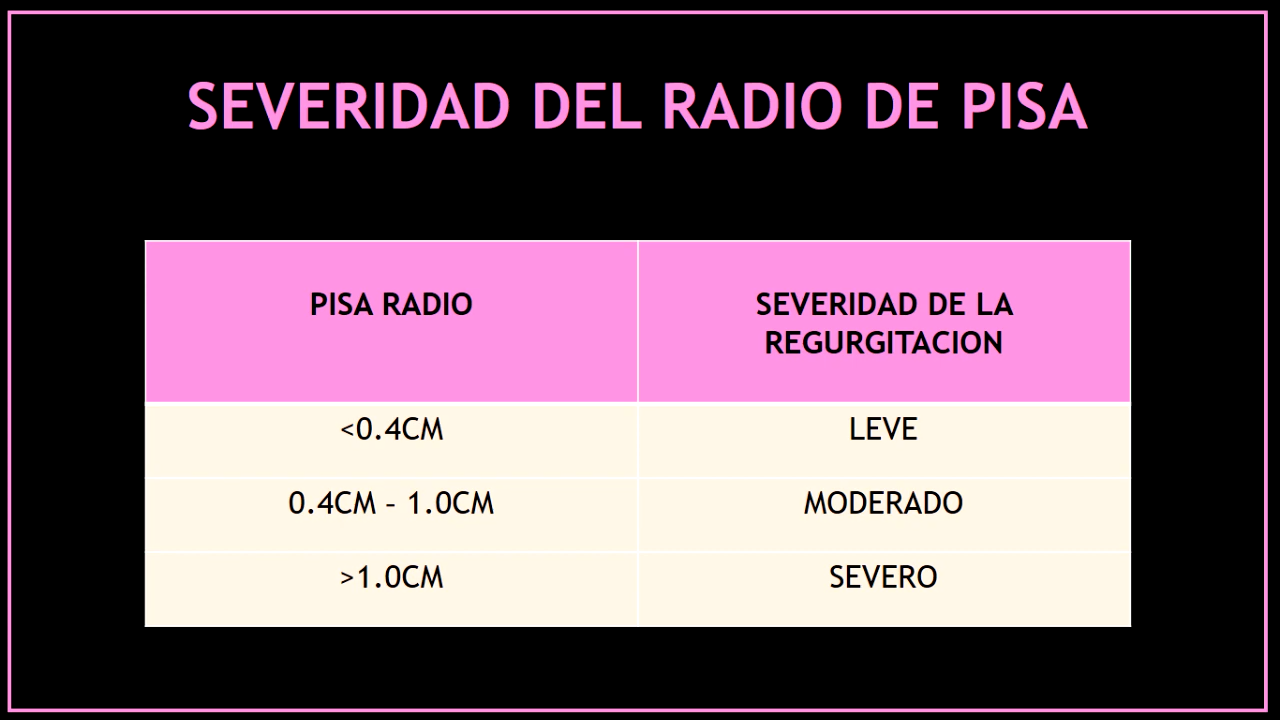 SEVERIDAD DEL RADIO DE PISA
PISA RADIO
SEVERIDAD DE LA
REGURGITACION
<0.4CM
LEVE
0.4CM – 1.0CM
MODERADO
>1.0CM
SEVERO